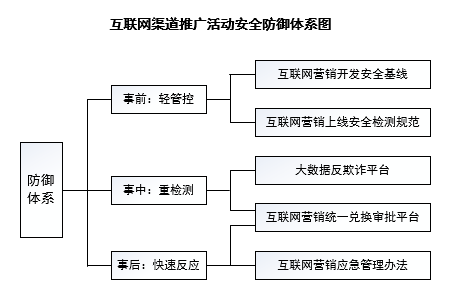 互联网渠道推广活动安全防御体系图
防御
体系
事前：轻管控
互联网营销开发安全基线
互联网营销上线安全检测规范
事中：重检测
大数据反欺诈平台
互联网营销统一兑换审批平台
事后：快速反应
互联网营销应急管理办法